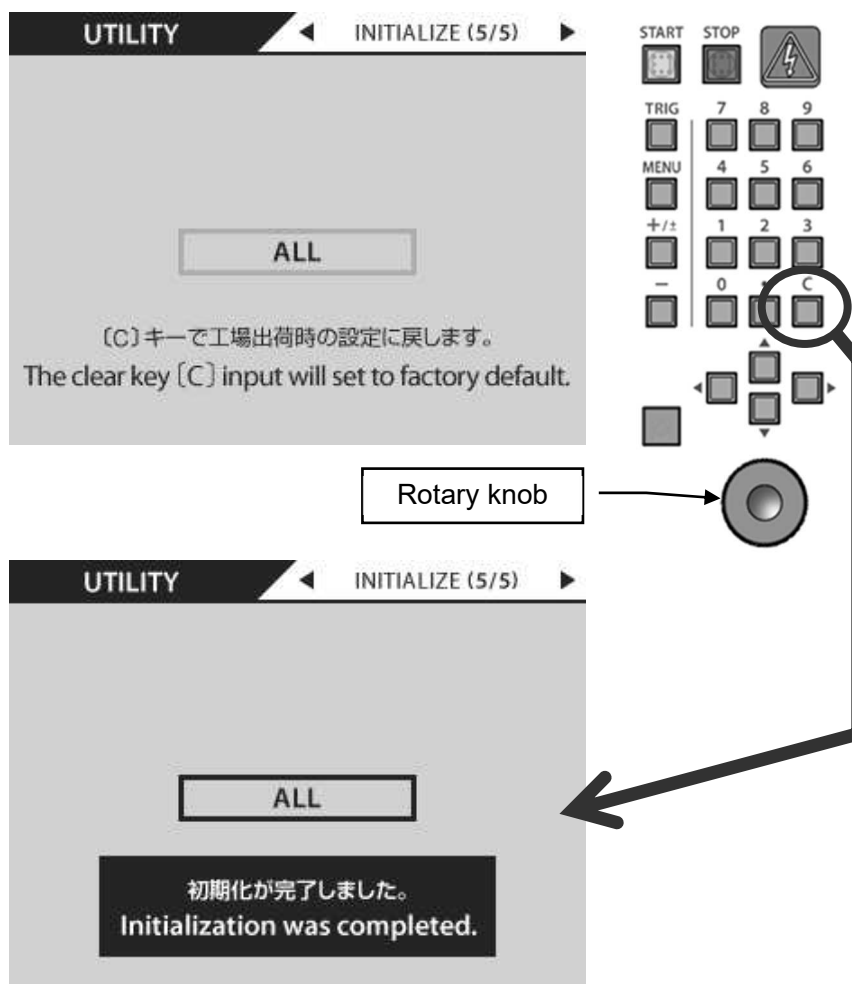 UTILITY ◀ INITIALIZE (5/5) ▶
ALL
〔C〕キーで工場出荷時の設定に戻します。
The clear key〔C〕input will set to factory default.
START STOP
TRIG 7 8 9
MENU 4 5 6
+/± 1 2 3
− 0 • C
Rotary knob
UTILITY ◀ INITIALIZE (5/5) ▶
ALL
初期化が完了しました。
Initialization was completed.